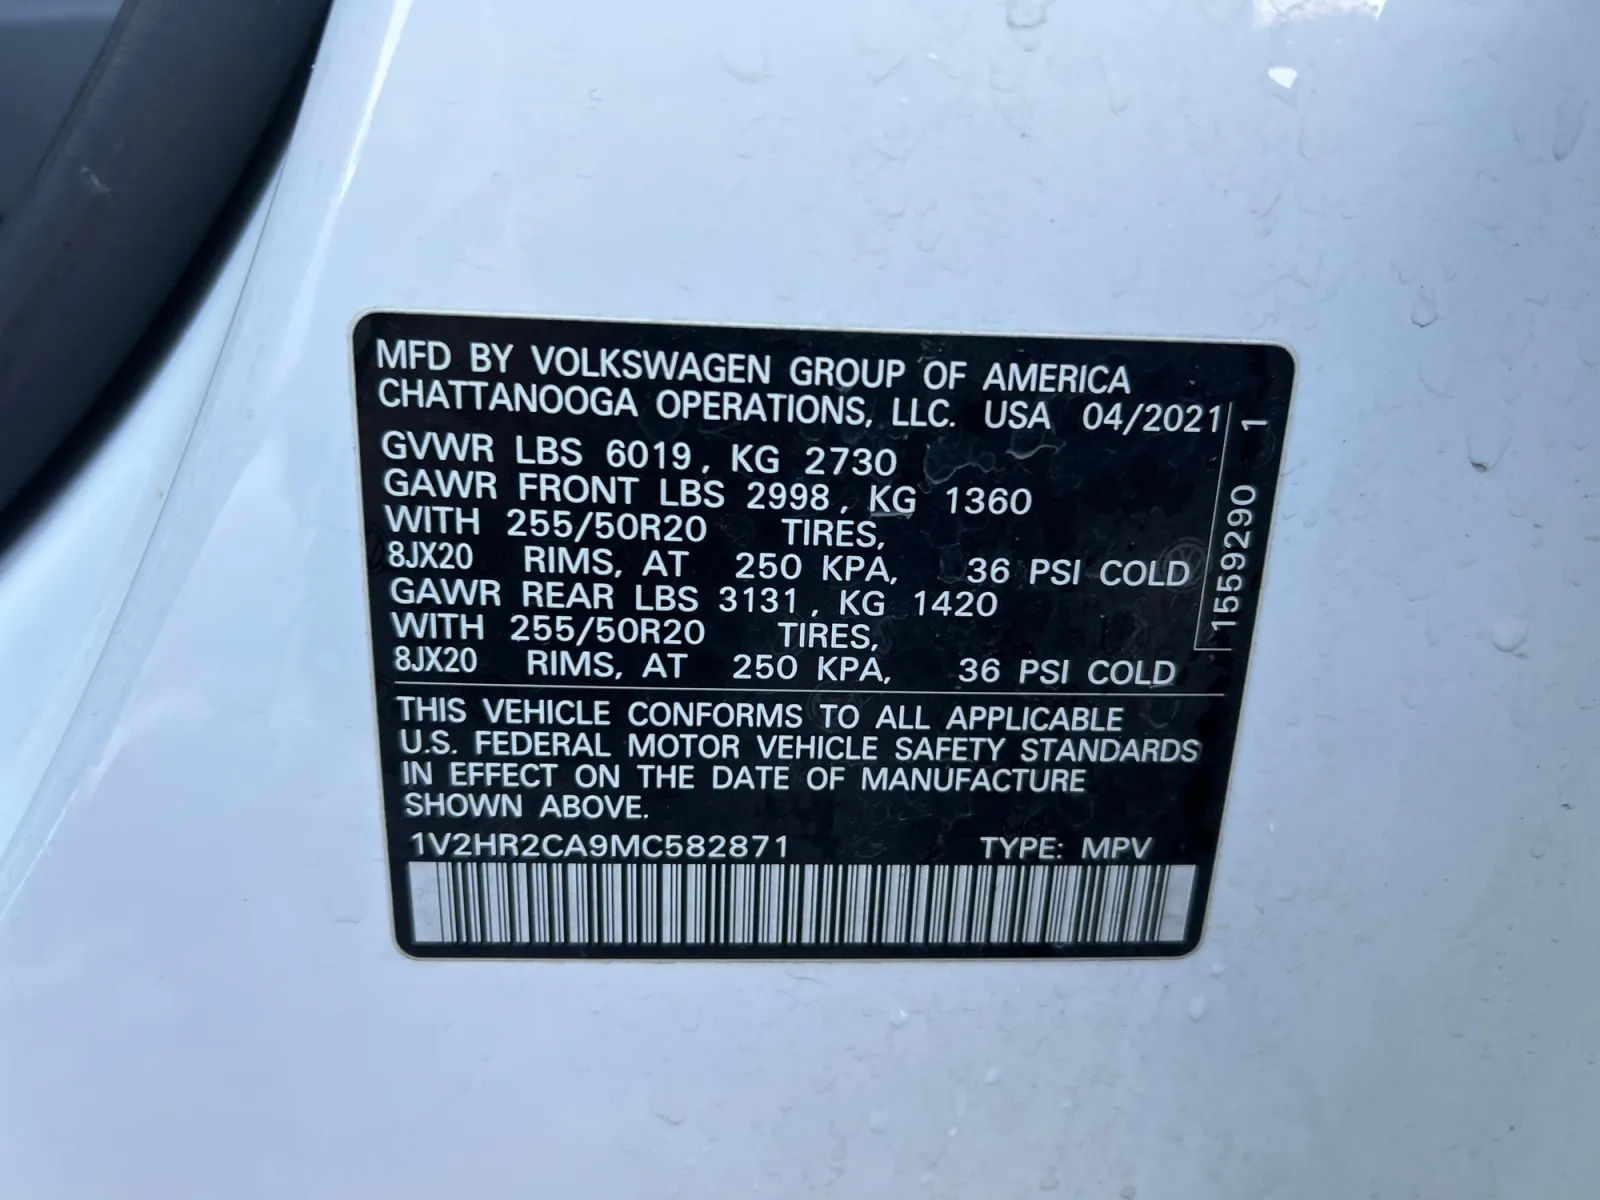 MFD BY VOLKSWAGEN GROUP OF AMERICA
CHATTANOOGA OPERATIONS, LLC. USA 04/2021
GVWR LBS 6019, KG 2730
GAWR FRONT LBS 2998, KG 1360
WITH 255/50R20 TIRES,
8JX20 RIMS, AT 250 KPA, 36 PSI COLD
GAWR REAR LBS 3131, KG 1420
WITH 255/50R20 TIRES,
8JX20 RIMS, AT 250 KPA, 36 PSI COLD
1559290 1
THIS VEHICLE CONFORMS TO ALL APPLICABLE
U.S. FEDERAL MOTOR VEHICLE SAFETY STANDARDS
IN EFFECT ON THE DATE OF MANUFACTURE
SHOWN ABOVE.
1V2HR2CA9MC582871 TYPE: MPV